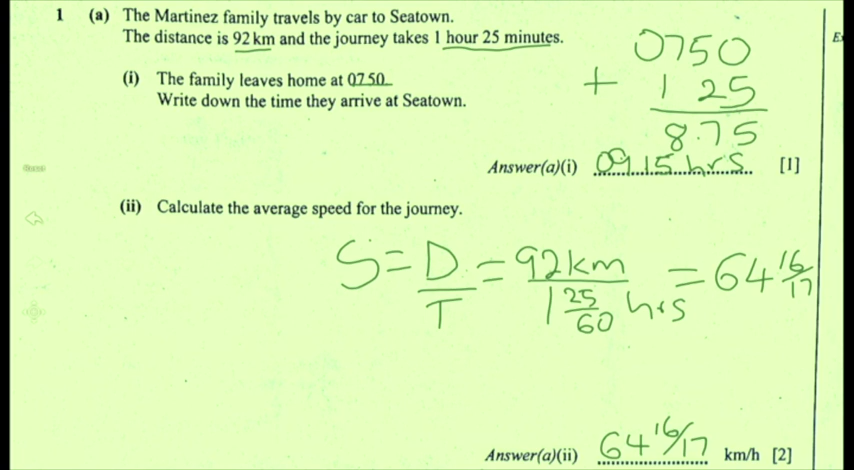 1 (a) The Martinez family travels by car to Seatown.
The distance is 92 km and the journey takes 1 hour 25 minutes.
0750
(i) The family leaves home at 07 50.
+ 1 25
Write down the time they arrive at Seatown.
8.75
Answer(a)(i) 0915 hrs [1]
(ii) Calculate the average speed for the journey.
S = D/T = 92km / 1 25/60 hrs = 64 16/17
Answer(a)(ii) 64 16/17 km/h [2]